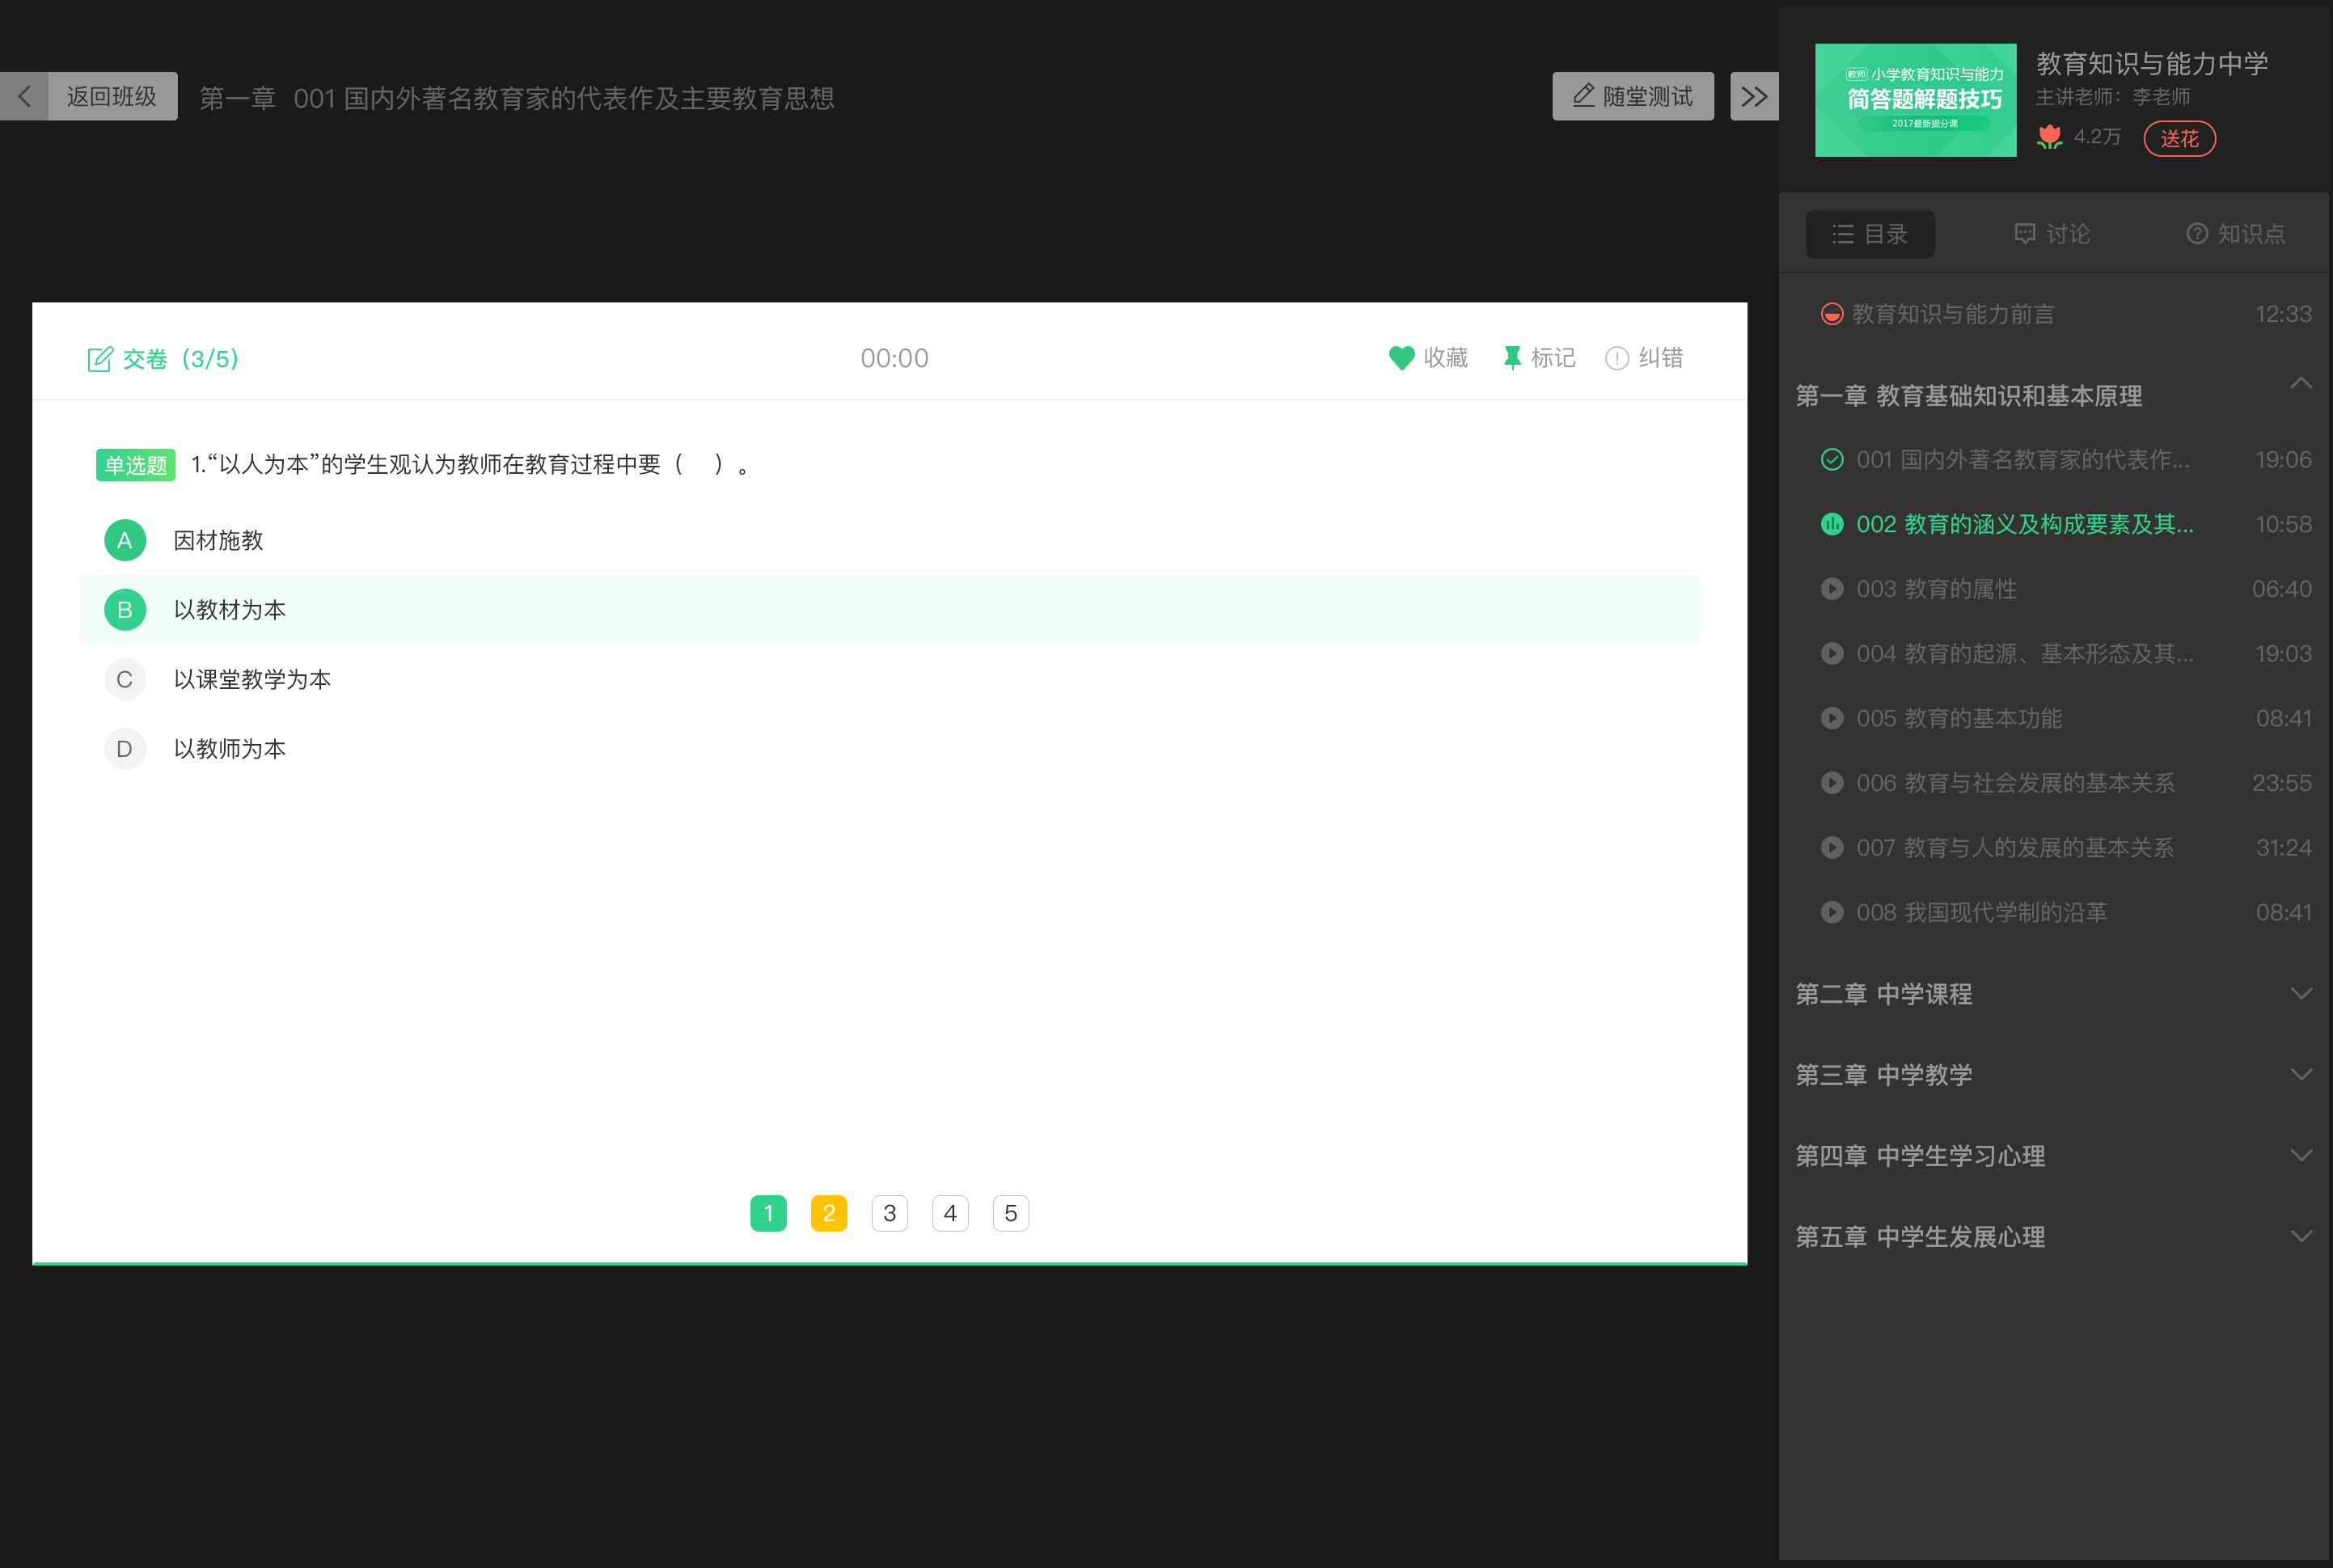 返回班级
第一章 001 国内外著名教育家的代表作及主要教育思想
随堂测试
交卷（3/5）
00:00
收藏
标记
纠错
单选题 1.“以人为本”的学生观认为教师在教育过程中要（ ）。
A 因材施教
B 以教材为本
C 以课堂教学为本
D 以教师为本
1 2 3 4 5
教师 小学教育知识与能力
简答题解题技巧
2017最新提分课
教育知识与能力中学
主讲老师：李老师
4.2万 送花
目录 讨论 知识点
教育知识与能力前言 12:33
第一章 教育基础知识和基本原理
001 国内外著名教育家的代表作... 19:06
002 教育的涵义及构成要素及其... 10:58
003 教育的属性 06:40
004 教育的起源、基本形态及其... 19:03
005 教育的基本功能 08:41
006 教育与社会发展的基本关系 23:55
007 教育与人的发展的基本关系 31:24
008 我国现代学制的沿革 08:41
第二章 中学课程
第三章 中学教学
第四章 中学生学习心理
第五章 中学生发展心理